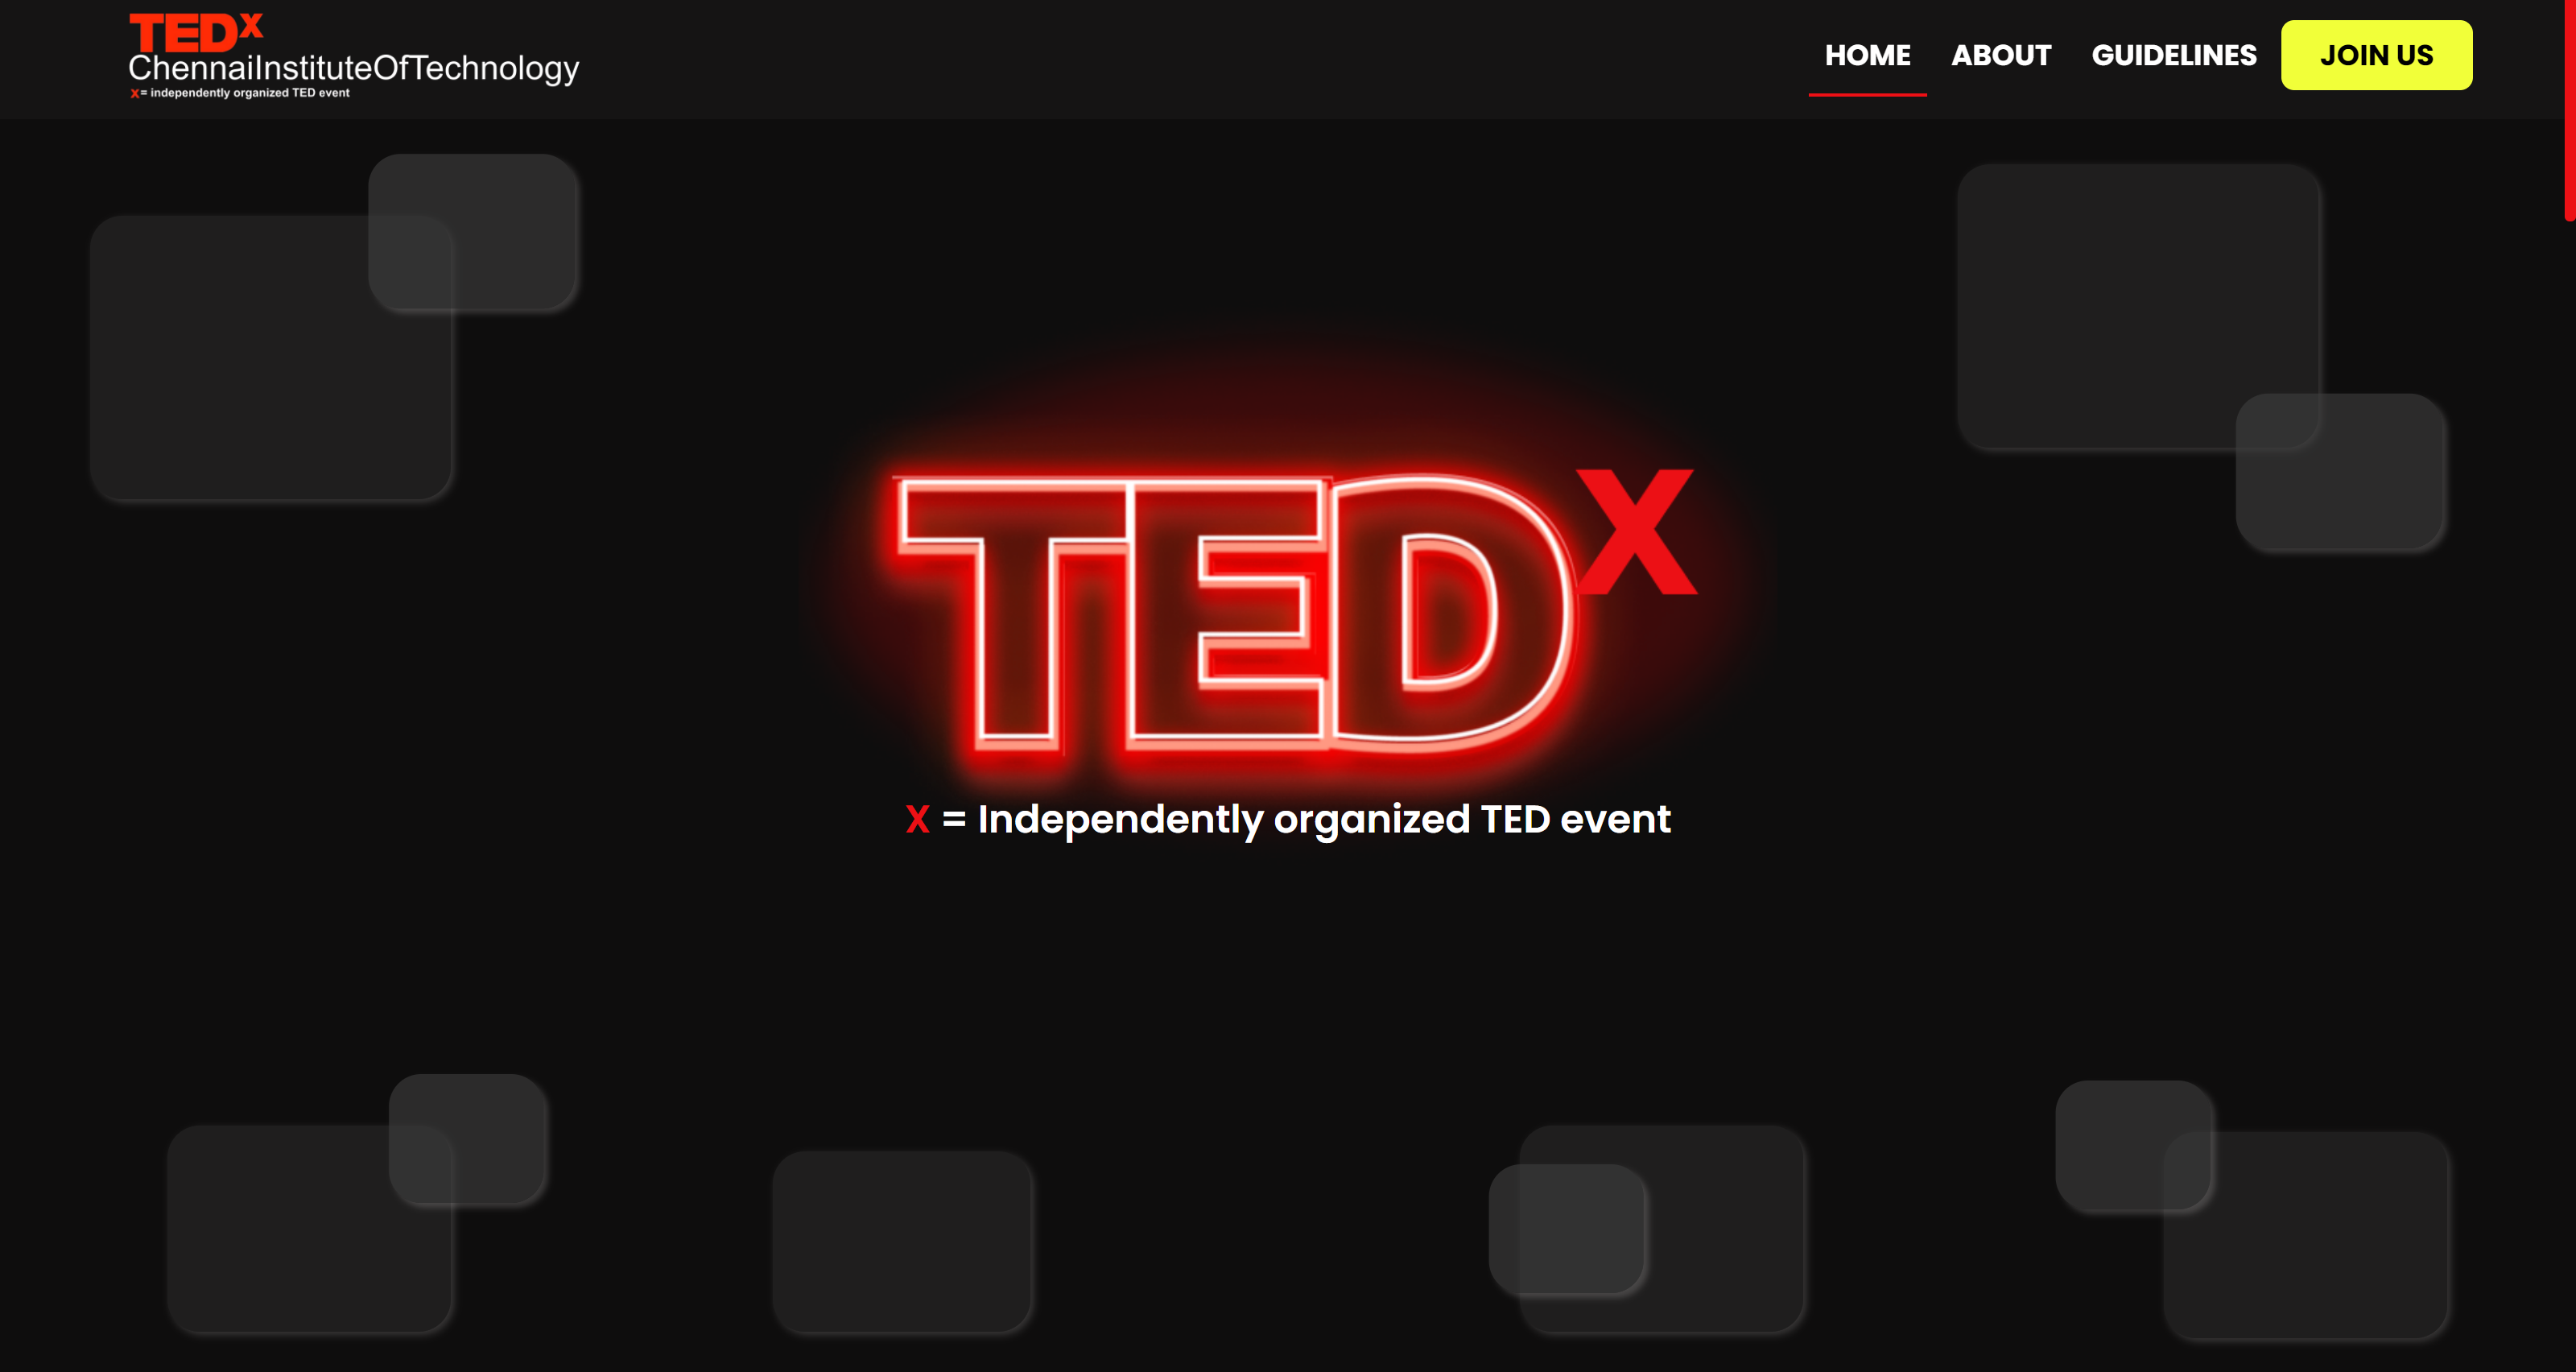 TEDx
ChennaiInstituteOfTechnology
x = independently organized TED event
HOME ABOUT GUIDELINES JOIN US
TEDX
X = Independently organized TED event